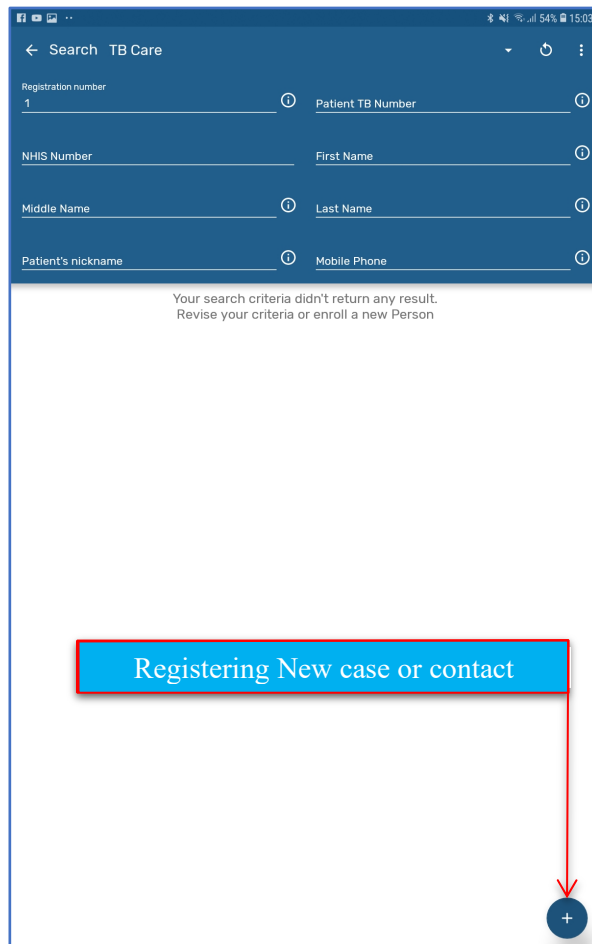 54% 15:03
Search TB Care
Registration number
1
Patient TB Number
NHIS Number
First Name
Middle Name
Last Name
Patient's nickname
Mobile Phone
Your search criteria didn't return any result.
Revise your criteria or enroll a new Person
Registering New case or contact
+